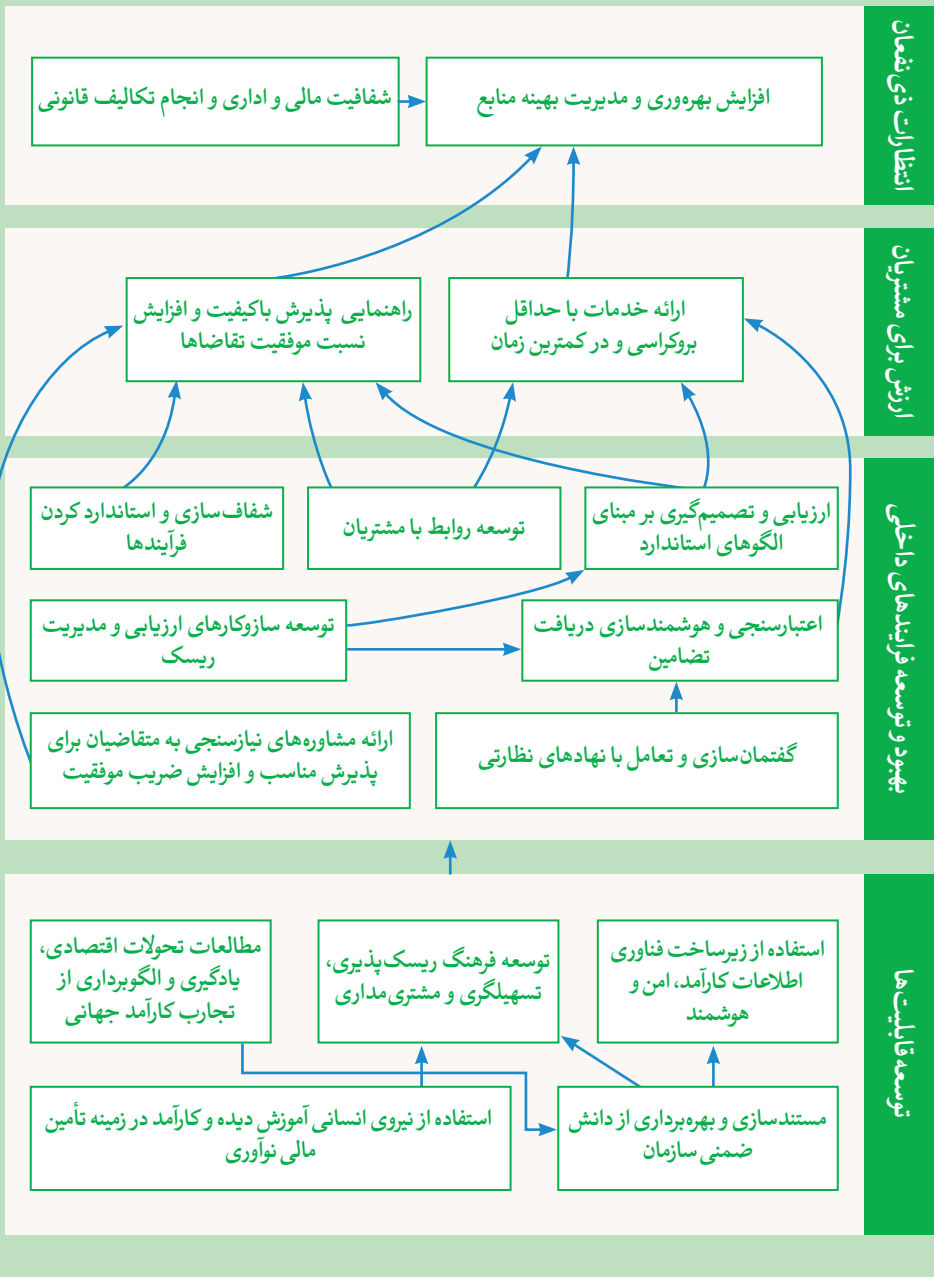 انتظارات ذی‌نفعان
افزایش بهره‌وری و مدیریت بهینه منابع
شفافیت مالی و اداری و انجام تکالیف قانونی
ارزش برای مشتریان
ارائه خدمات با حداقل
بروکراسی و در کمترین زمان
راهنمایی پذیرش باکیفیت و افزایش
نسبت موفقیت تقاضاها
بهبود و توسعه فرایندهای داخلی
ارزیابی و تصمیم‌گیری بر مبنای
الگوهای استاندارد
توسعه روابط با مشتریان
شفاف‌سازی و استاندارد کردن
فرآیندها
اعتبارسنجی و هوشمندسازی دریافت
تضامین
توسعه سازوکارهای ارزیابی و مدیریت
ریسک
گفتمان‌سازی و تعامل با نهادهای نظارتی
ارائه مشاوره‌های نیازسنجی به متقاضیان برای
پذیرش مناسب و افزایش ضریب موفقیت
توسعه قابلیت‌ها
استفاده از زیرساخت فناوری
اطلاعات کارآمد، امن و
هوشمند
توسعه فرهنگ ریسک‌پذیری،
تسهیلگری و مشتری‌مداری
مطالعات تحولات اقتصادی،
یادگیری و الگوبرداری از
تجارب کارآمد جهانی
مستندسازی و بهره‌برداری از دانش
ضمنی سازمان
استفاده از نیروی انسانی آموزش دیده و کارآمد در زمینه تأمین
مالی نوآوری